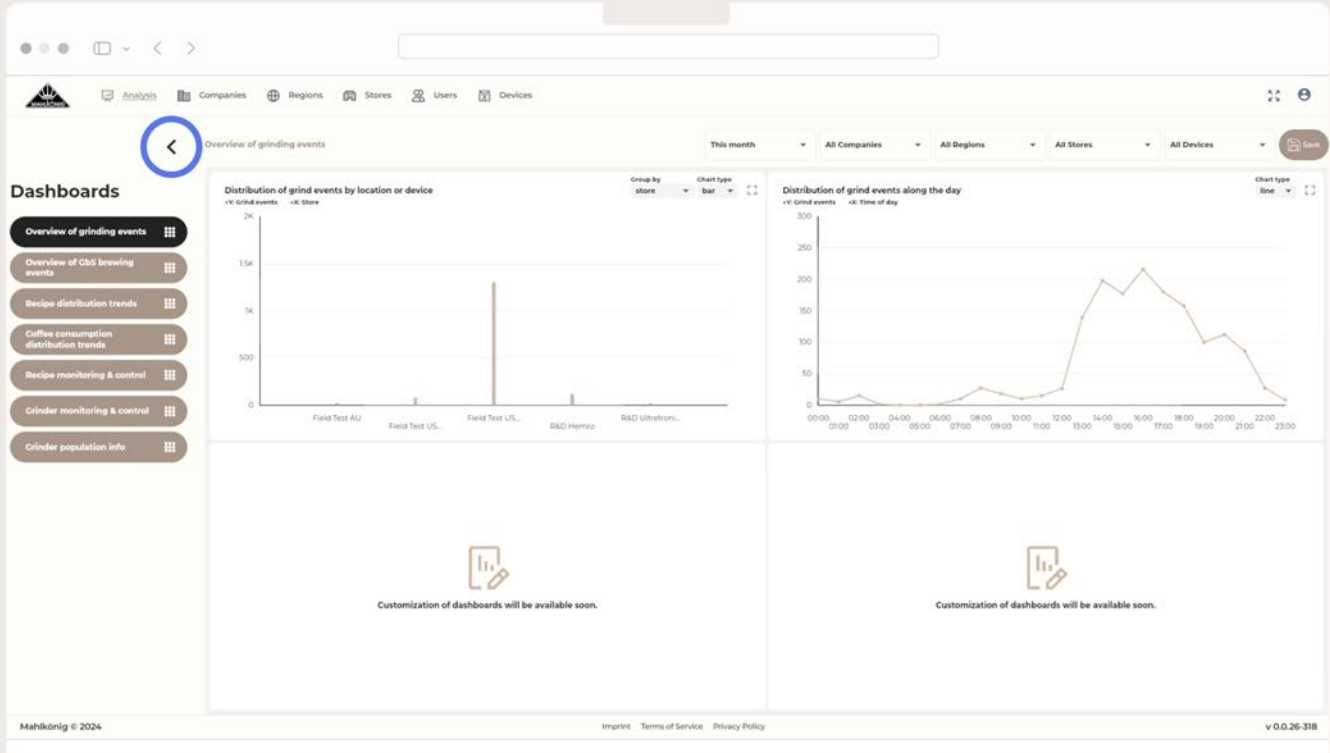 MAHLKÖNIG
Analysis Companies Regions Stores Users Devices
Overview of grinding events
This month All Companies All Regions All Stores All Devices Save
Dashboards
Overview of grinding events
Overview of GbS brewing
events
Recipe distribution trends
Coffee consumption
distribution trends
Recipe monitoring & control
Grinder monitoring & control
Grinder population info
Distribution of grind events by location or device
•Y: Grind events •X: Store
Group by
store
Chart type
bar
2K
1.5K
1K
500
0
Field Test AU
Field Test US...
Field Test US...
R&D Hemro
R&D Ultratroni...
Distribution of grind events along the day
•Y: Grind events •X: Time of day
Chart type
line
300
250
200
150
100
50
0
00:00 02:00 04:00 06:00 08:00 10:00 12:00 14:00 16:00 18:00 20:00 22:00
01:00 03:00 05:00 07:00 09:00 11:00 13:00 15:00 17:00 19:00 21:00 23:00
Customization of dashboards will be available soon.
Customization of dashboards will be available soon.
Mahlkönig © 2024
Imprint Terms of Service Privacy Policy
v 0.0.26-318